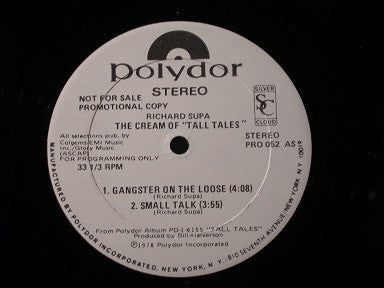 polydor
STEREO
NOT FOR SALE
PROMOTIONAL COPY
SILVER
SC
CLOUD
RICHARD SUPA
THE CREAM OF "TALL TALES"
All selections pub. by
Colgems/EMI Music
Inc./Glory Music
(ASCAP)
FOR PROGRAMMING ONLY
33 1/3 RPM
STEREO
PRO 052 AS
1. GANGSTER ON THE LOOSE (4:08)
(Richard Supa)
2. SMALL TALK (3:55)
(Richard Supa)
From Polydor Album PD-1-6155 "TALL TALES"
Produced by Bill Halverson
℗1978 Polydor Incorporated
MANUFACTURED BY POLYDOR INCORPORATED, NEW YORK, N.Y. 810 SEVENTH AVENUE, NEW YORK, N.Y. 10019